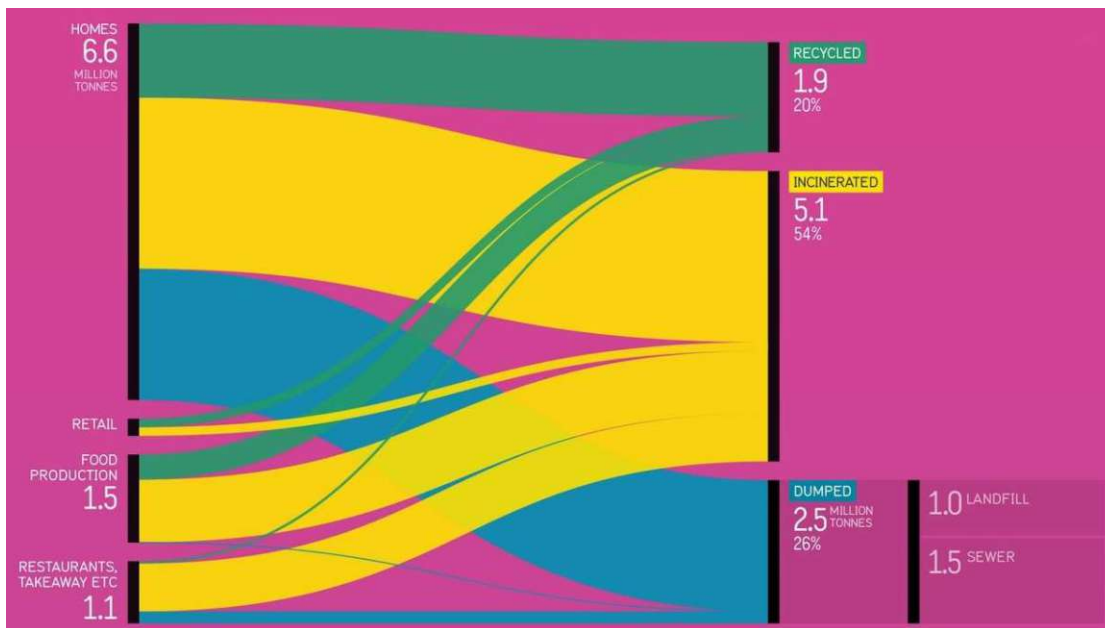 HOMES
6.6
MILLION
TONNES
RETAIL
FOOD
PRODUCTION
1.5
RESTAURANTS,
TAKEAWAY ETC
1.1
RECYCLED
1.9
20%
INCINERATED
5.1
54%
DUMPED
2.5 MILLION
TONNES
26%
1.0 LANDFILL
1.5 SEWER